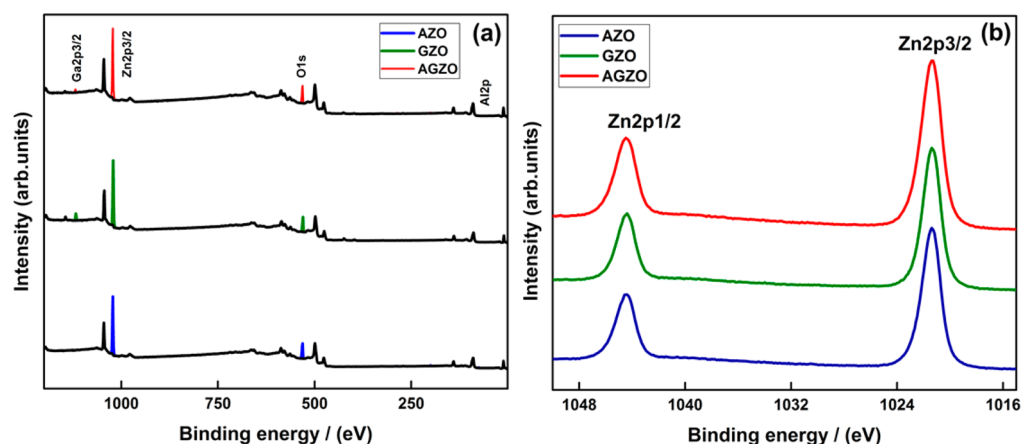 (a)
AZO
GZO
AGZO
Ga2p3/2
Zn2p3/2
O1s
Al2p
Intensity (arb.units)
1000
750
500
250
Binding energy / (eV)
(b)
AZO
GZO
AGZO
Zn2p3/2
Zn2p1/2
Intensity (arb.units)
1048
1040
1032
1024
1016
Binding energy / (eV)